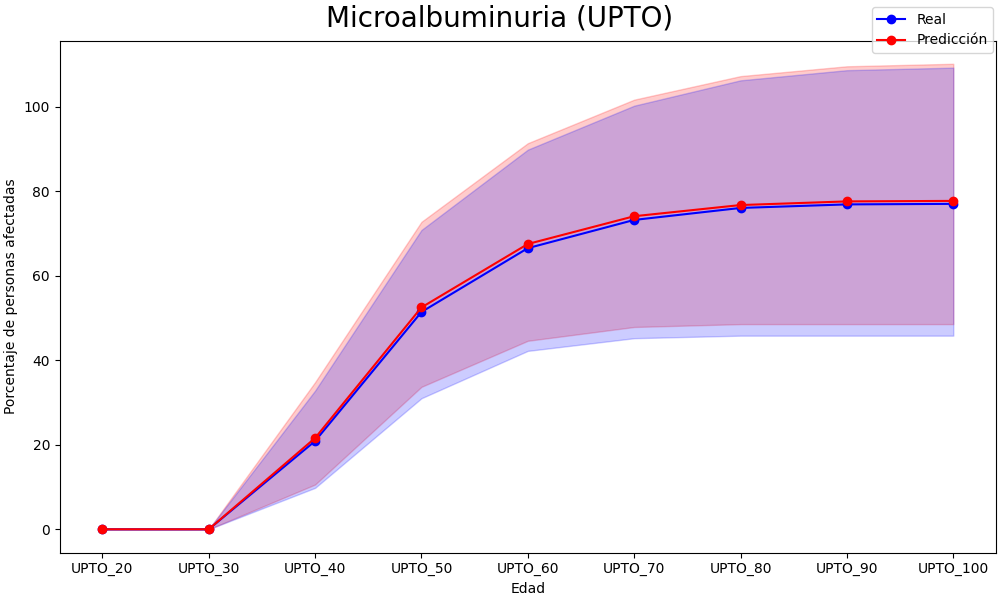 Microalbuminuria (UPTO)
Real
Predicción
Porcentaje de personas afectadas
100
80
60
40
20
0
UPTO_20 UPTO_30 UPTO_40 UPTO_50 UPTO_60 UPTO_70 UPTO_80 UPTO_90 UPTO_100
Edad